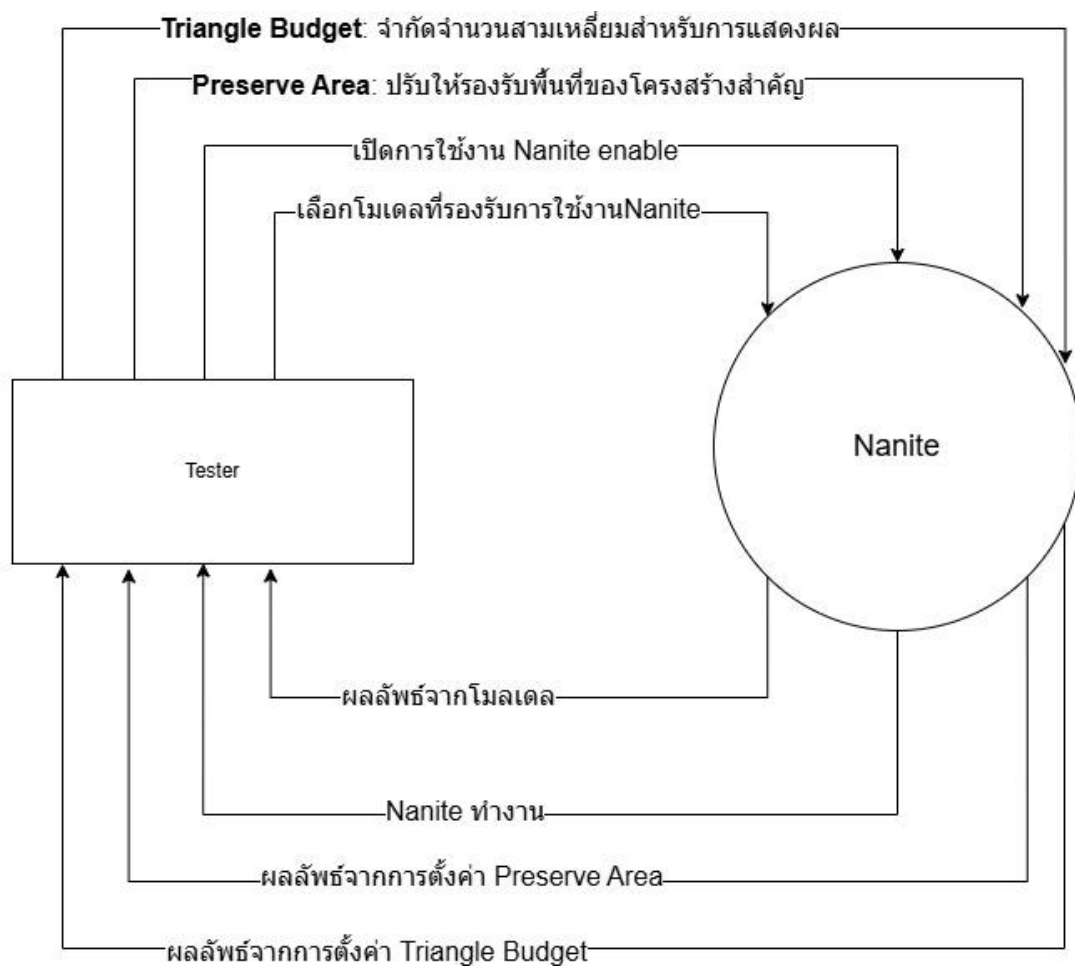 Triangle Budget: จำกัดจำนวนสามเหลี่ยมสำหรับการแสดงผล
Preserve Area: ปรับให้รองรับพื้นที่ของโครงสร้างสำคัญ
เปิดการใช้งาน Nanite enable
เลือกโมเดลที่รองรับการใช้งานNanite
Tester
Nanite
ผลลัพธ์จากโมลเดล
Nanite ทำงาน
ผลลัพธ์จากการตั้งค่า Preserve Area
ผลลัพธ์จากการตั้งค่า Triangle Budget